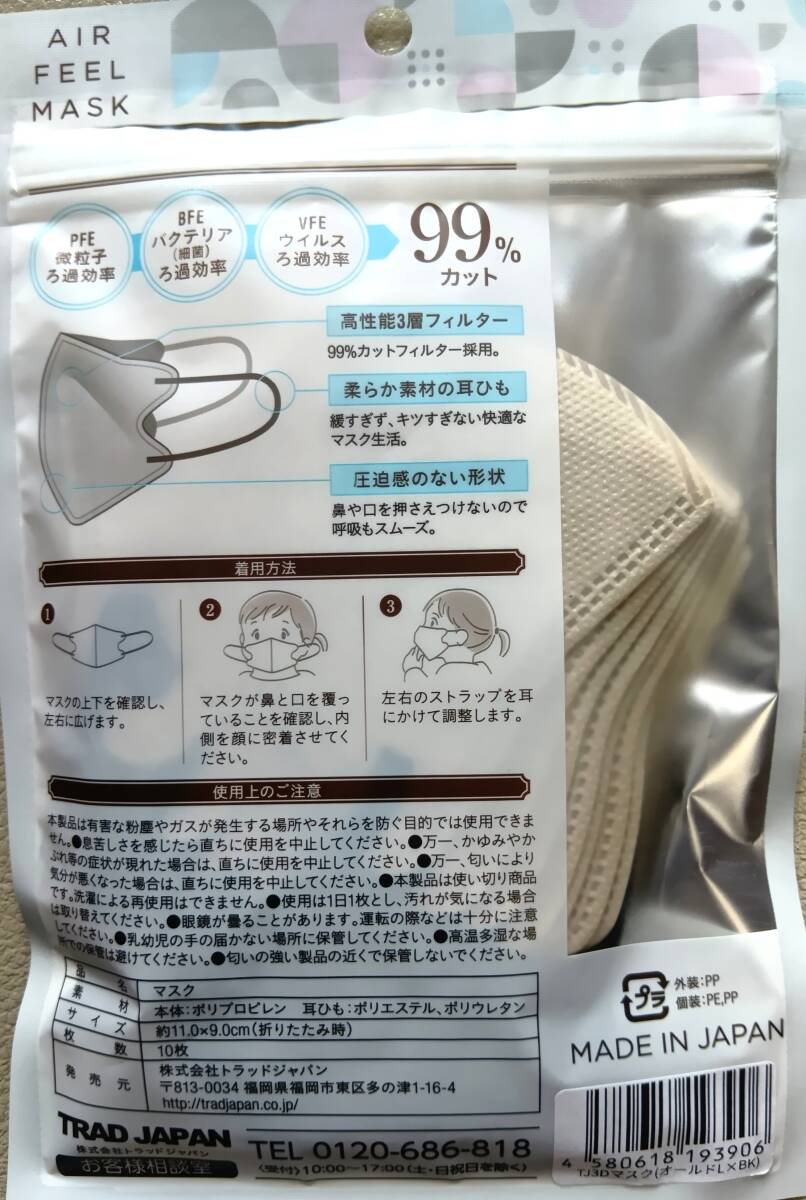 AIR
FEEL
MASK
PFE
微粒子
ろ過効率
BFE
バクテリア
(細菌)
ろ過効率
VFE
ウイルス
ろ過効率
99%
カット
高性能3層フィルター
99%カットフィルター採用。
柔らか素材の耳ひも
緩すぎず、キツすぎない快適な
マスク生活。
圧迫感のない形状
鼻や口を押さえつけないので
呼吸もスムーズ。
着用方法
1
マスクの上下を確認し、
左右に広げます。
2
マスクが鼻と口を覆っ
ていることを確認し、内
側を顔に密着させてく
ださい。
3
左右のストラップを耳
にかけて調整します。
使用上のご注意
本製品は有害な粉塵やガスが発生する場所やそれらを防ぐ目的では使用できま
せん。●息苦しさを感じたら直ちに使用を中止してください。●万一、かゆみやか
ぶれ等の症状が現れた場合は、直ちに使用を中止してください。●万一、匂いにより
気分が悪くなった場合は、直ちに使用を中止してください。●本製品は使い切り商品
です。洗濯による再使用はできません。●使用は1日1枚とし、汚れが気になる場合
は取り替えてください。●眼鏡が曇ることがあります。運転の際などは十分に注意
してください。●乳幼児の手の届かない場所に保管してください。●高温多湿な場
所での保管は避けてください。●匂いの強い製品の近くで保管しないでください。
品名 マスク
素材 本体:ポリプロピレン 耳ひも:ポリエステル、ポリウレタン
サイズ 約11.0×9.0cm(折りたたみ時)
枚数 10枚
発売元 株式会社トラッドジャパン
〒813-0034 福岡県福岡市東区多の津1-16-4
http://tradjapan.co.jp/
TRAD JAPAN
株式会社トラッドジャパン
お客様相談室
TEL 0120-686-818
(受付)10:00〜17:00(土・日祝日を除く)
プラ
外装:PP
個装:PE,PP
MADE IN JAPAN
4 580618 193906
TJ3Dマスク(オールドL×BK)